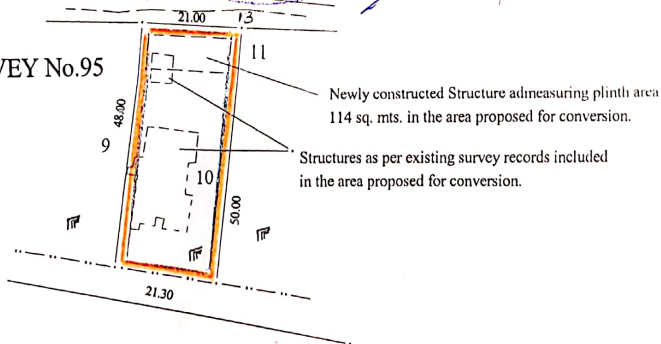 21.00 13
11
VEY No.95
Newly constructed Structure admeasuring plinth area
114 sq. mts. in the area proposed for conversion.
48.00
9
Structures as per existing survey records included
10
in the area proposed for conversion.
50.00
21.30